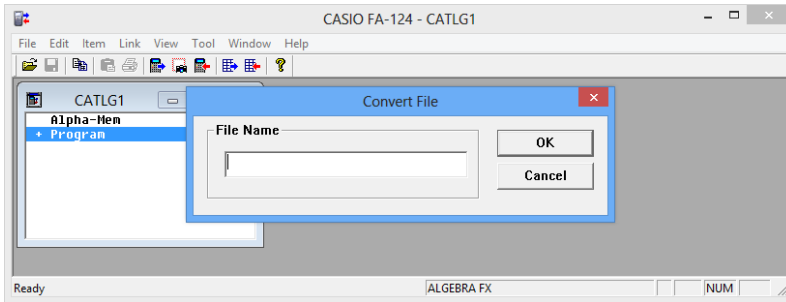 CASIO FA-124 - CATLG1
File Edit Item Link View Tool Window Help
CATLG1
Alpha-Mem
+ Program
Convert File
File Name
OK
Cancel
Ready
ALGEBRA FX
NUM